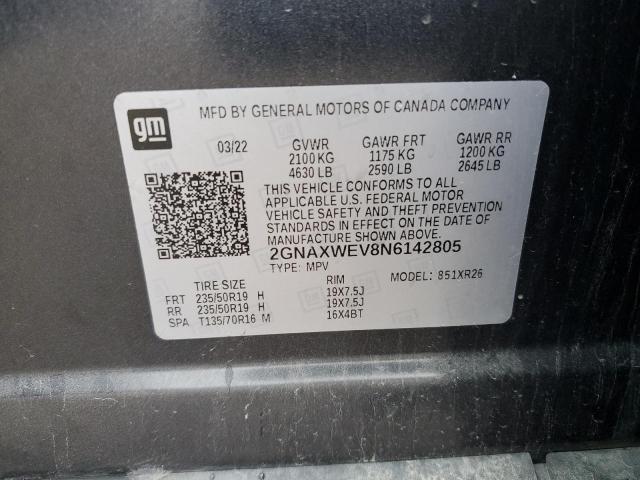 gm
MFD BY GENERAL MOTORS OF CANADA COMPANY
03/22 GVWR GAWR FRT GAWR RR
2100 KG 1175 KG 1200 KG
4630 LB 2590 LB 2645 LB
THIS VEHICLE CONFORMS TO ALL
APPLICABLE U.S. FEDERAL MOTOR
VEHICLE SAFETY AND THEFT PREVENTION
STANDARDS IN EFFECT ON THE DATE OF
MANUFACTURE SHOWN ABOVE.
2GNAXWEV8N6142805
TYPE: MPV MODEL: 851XR26
TIRE SIZE RIM
FRT 235/50R19 H 19X7.5J
RR 235/50R19 H 19X7.5J
SPA T135/70R16 M 16X4BT